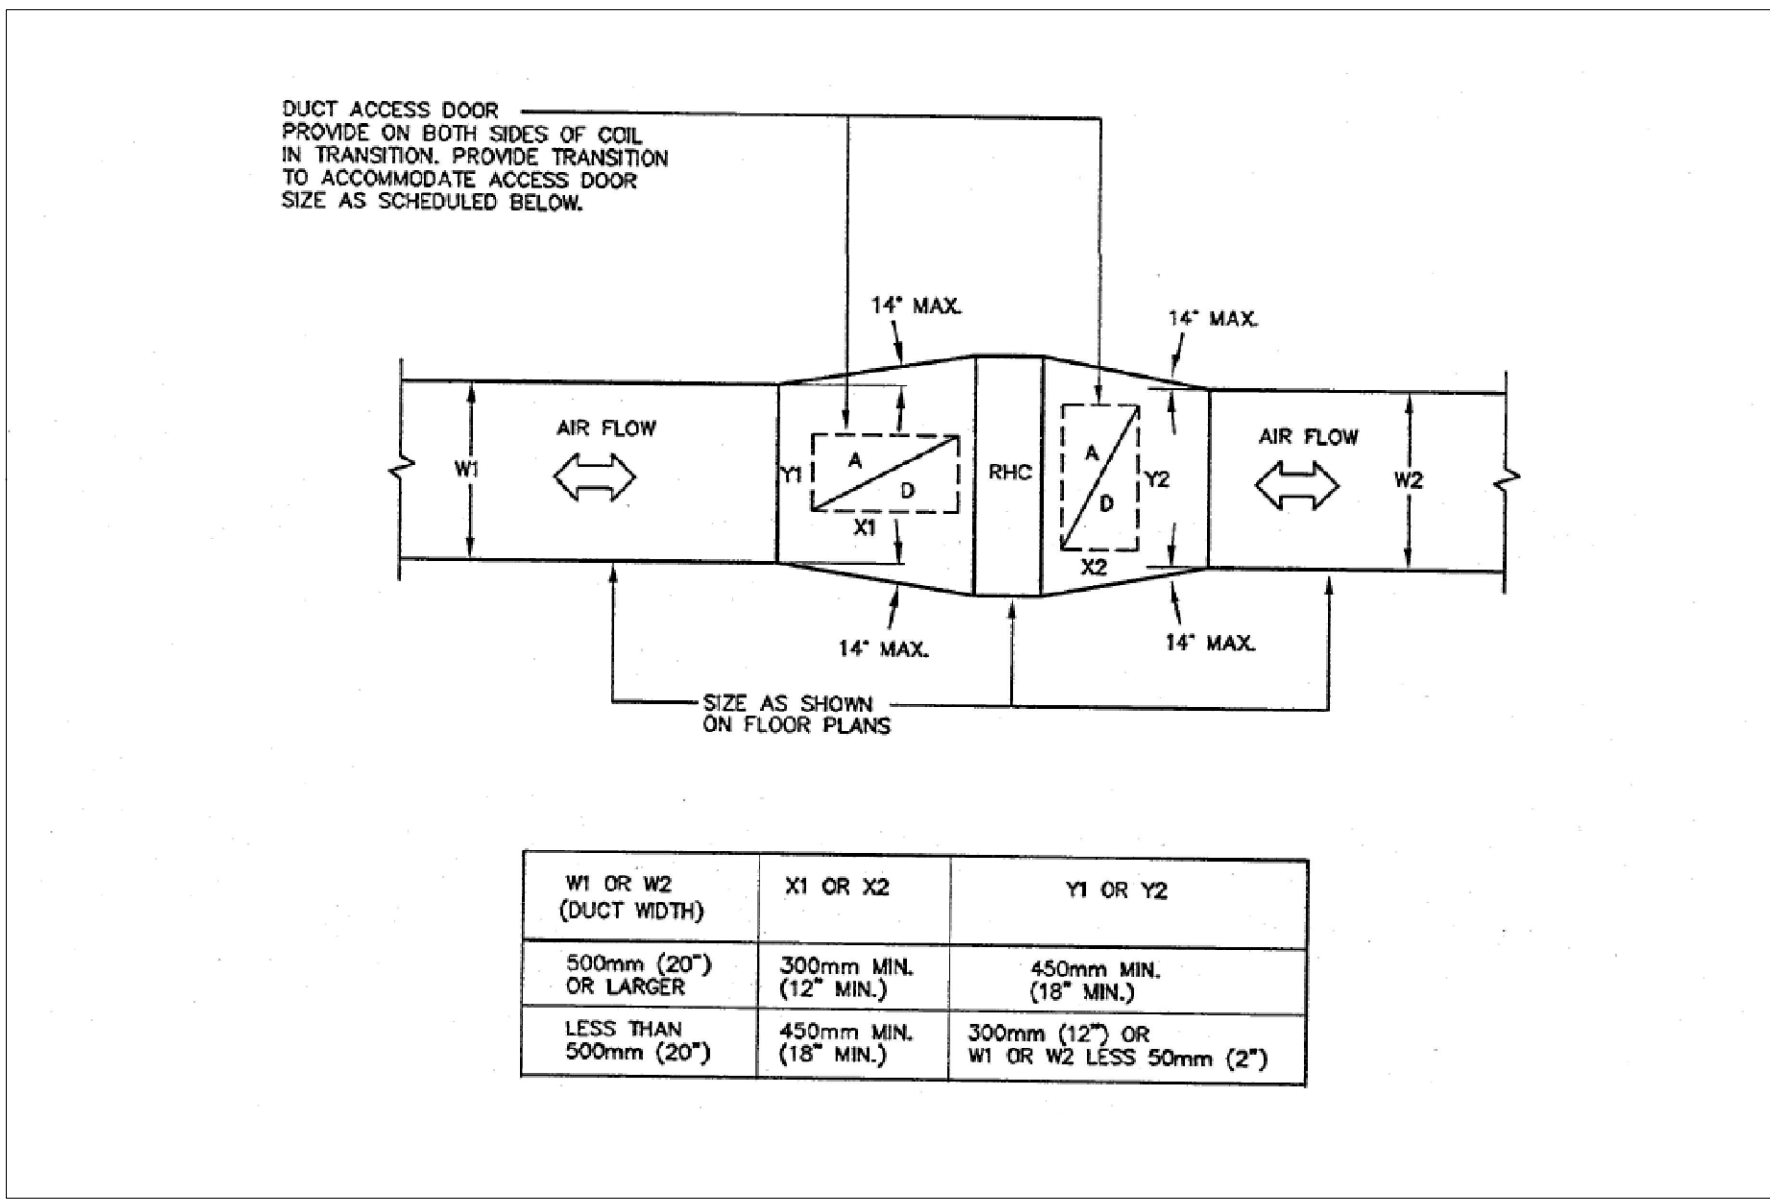 DUCT ACCESS DOOR
PROVIDE ON BOTH SIDES OF COIL
IN TRANSITION. PROVIDE TRANSITION
TO ACCOMMODATE ACCESS DOOR
SIZE AS SCHEDULED BELOW.
14° MAX.
14° MAX.
AIR FLOW
W1
Y1
A
D
X1
RHC
A
D
Y2
X2
AIR FLOW
W2
14° MAX.
14° MAX.
SIZE AS SHOWN
ON FLOOR PLANS
W1 OR W2
(DUCT WIDTH)
X1 OR X2
Y1 OR Y2
500mm (20")
OR LARGER
300mm MIN.
(12" MIN.)
450mm MIN.
(18" MIN.)
LESS THAN
500mm (20")
450mm MIN.
(18" MIN.)
300mm (12") OR
W1 OR W2 LESS 50mm (2")